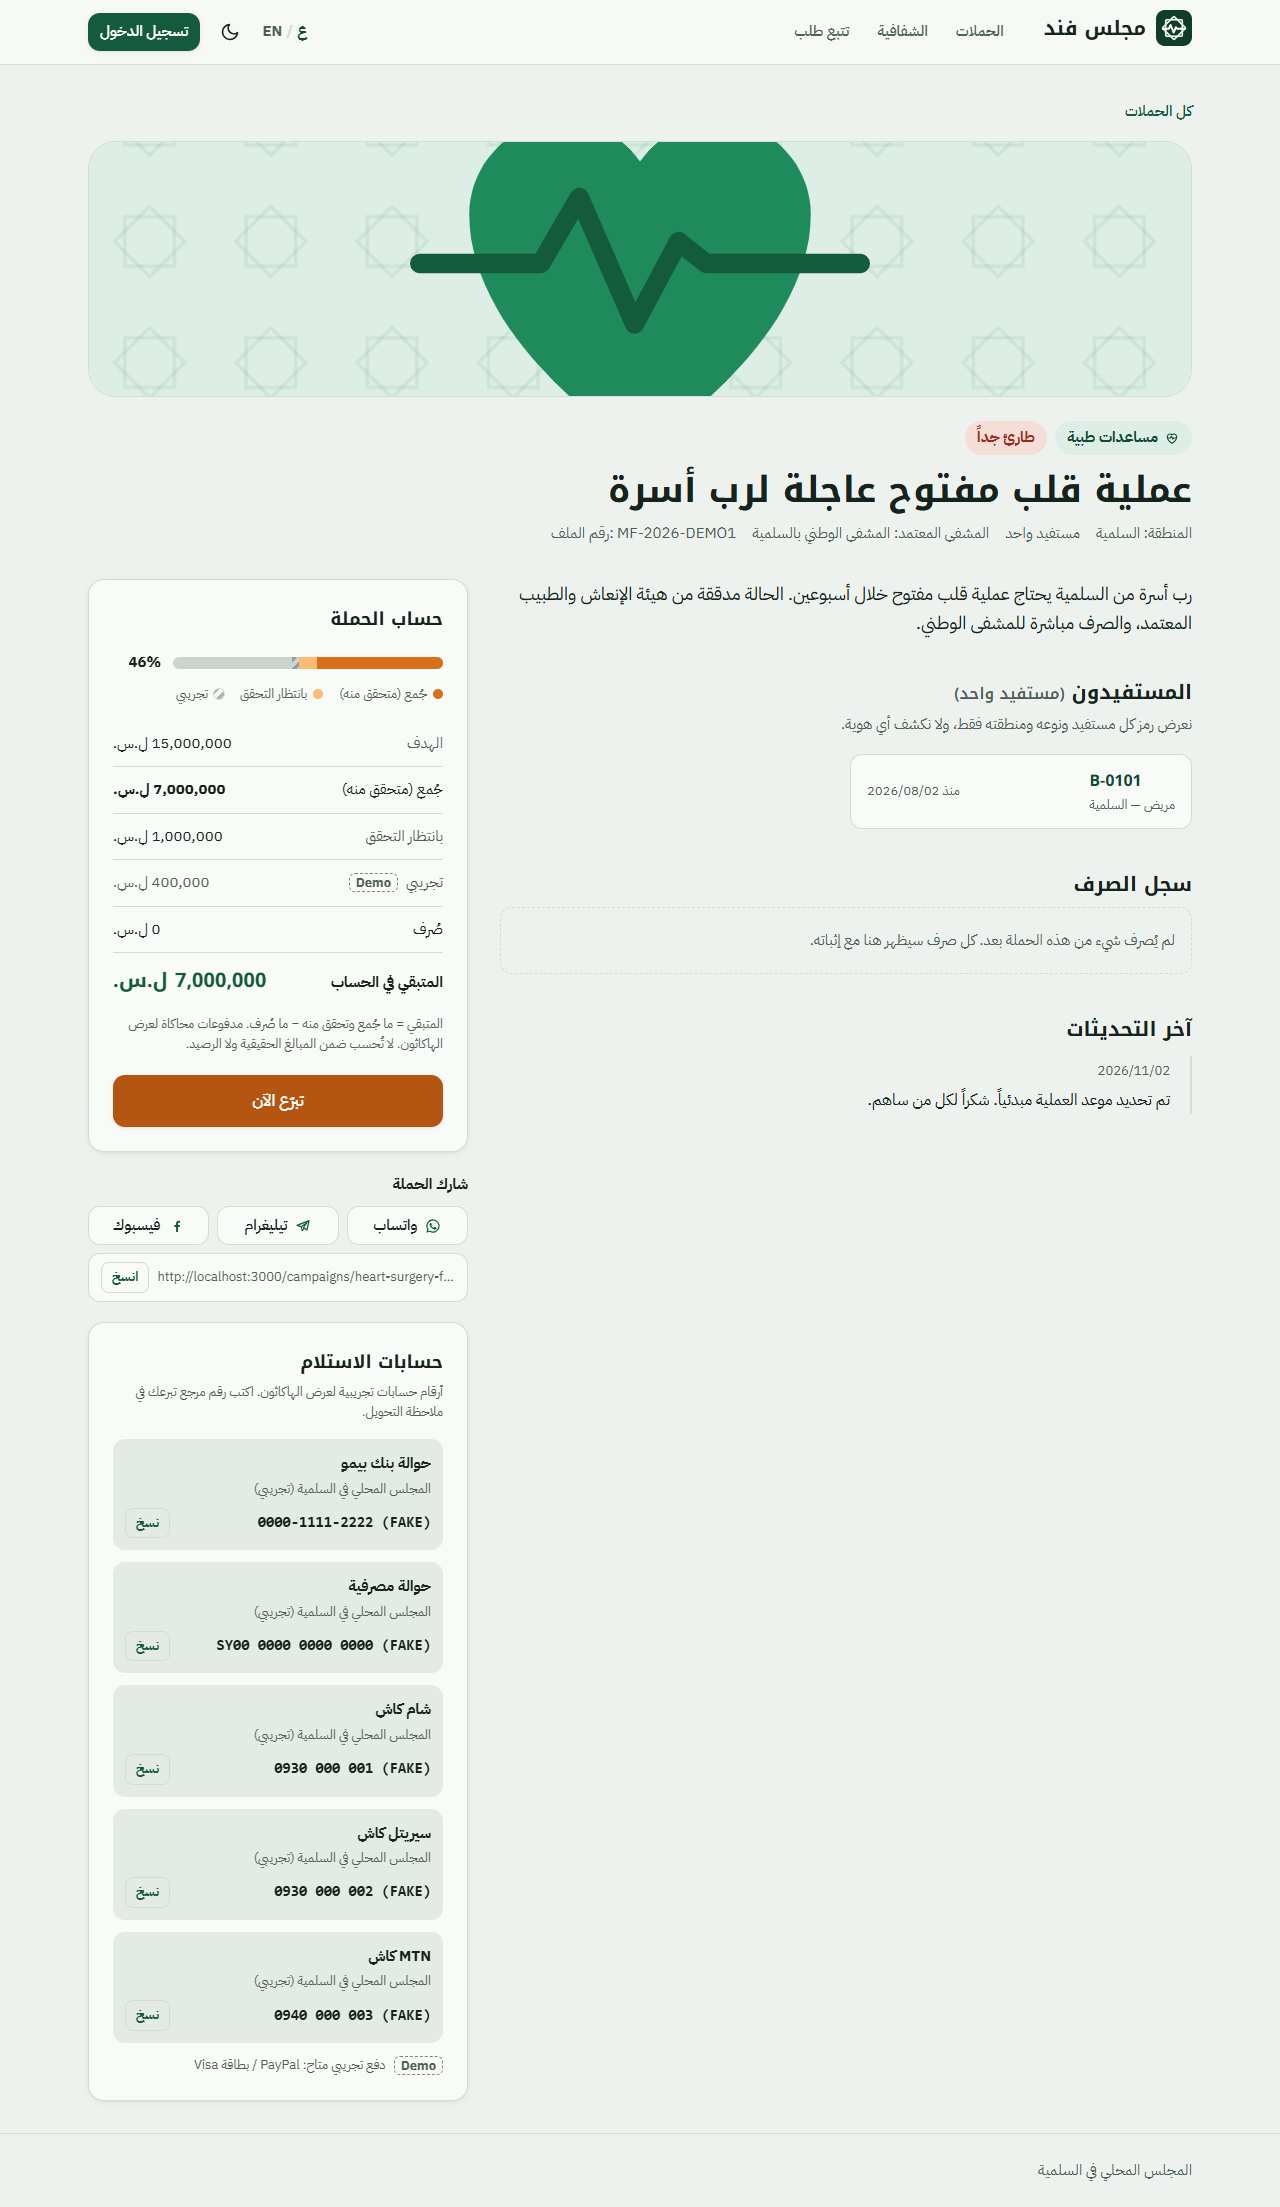 مجلس فند
الحملات
الشفافية
تتبع طلب
ع / EN
تسجيل الدخول
كل الحملات
مساعدات طبية
طارئ جداً
عملية قلب مفتوح عاجلة لرب أسرة
المنطقة: السلمية مستفيد واحد المشفى المعتمد: المشفى الوطني بالسلمية رقم الملف: MF-2026-DEMO1
رب أسرة من السلمية يحتاج عملية قلب مفتوح خلال أسبوعين. الحالة مدققة من هيئة الإنعاش والطبيب
المعتمد، والصرف مباشرة للمشفى الوطني.
المستفيدون (مستفيد واحد)
نعرض رمز كل مستفيد ونوعه ومنطقته فقط، ولا نكشف أي هوية.
B-0101
مريض — السلمية
منذ 2026/08/02
سجل الصرف
لم يُصرف شيء من هذه الحملة بعد. كل صرف سيظهر هنا مع إثباته.
آخر التحديثات
2026/11/02
تم تحديد موعد العملية مبدئياً. شكراً لكل من ساهم.
حساب الحملة
46%
جُمع (متحقق منه)
بانتظار التحقق
تجريبي
الهدف 15,000,000 ل.س.
جُمع (متحقق منه) 7,000,000 ل.س.
بانتظار التحقق 1,000,000 ل.س.
تجريبي Demo 400,000 ل.س.
صُرف 0 ل.س.
المتبقي في الحساب 7,000,000 ل.س.
المتبقي = ما جُمع وتحقق منه − ما صُرف. مدفوعات محاكاة لعرض
الهاكاثون. لا تُحسب ضمن المبالغ الحقيقية ولا الرصيد.
تبرّع الآن
شارك الحملة
واتساب
تيليغرام
فيسبوك
http://localhost:3000/campaigns/heart-surgery-f...
انسخ
حسابات الاستلام
أرقام حسابات تجريبية لعرض الهاكاثون. اكتب رقم مرجع تبرعك في
ملاحظة التحويل.
حوالة بنك بيمو
المجلس المحلي في السلمية (تجريبي)
0000-1111-2222 (FAKE)
نسخ
حوالة مصرفية
المجلس المحلي في السلمية (تجريبي)
SY00 0000 0000 0000 (FAKE)
نسخ
شام كاش
المجلس المحلي في السلمية (تجريبي)
0930 000 001 (FAKE)
نسخ
سيريتل كاش
المجلس المحلي في السلمية (تجريبي)
0930 000 002 (FAKE)
نسخ
MTN كاش
المجلس المحلي في السلمية (تجريبي)
0940 000 003 (FAKE)
نسخ
Demo دفع تجريبي متاح: PayPal / بطاقة Visa
المجلس المحلي في السلمية